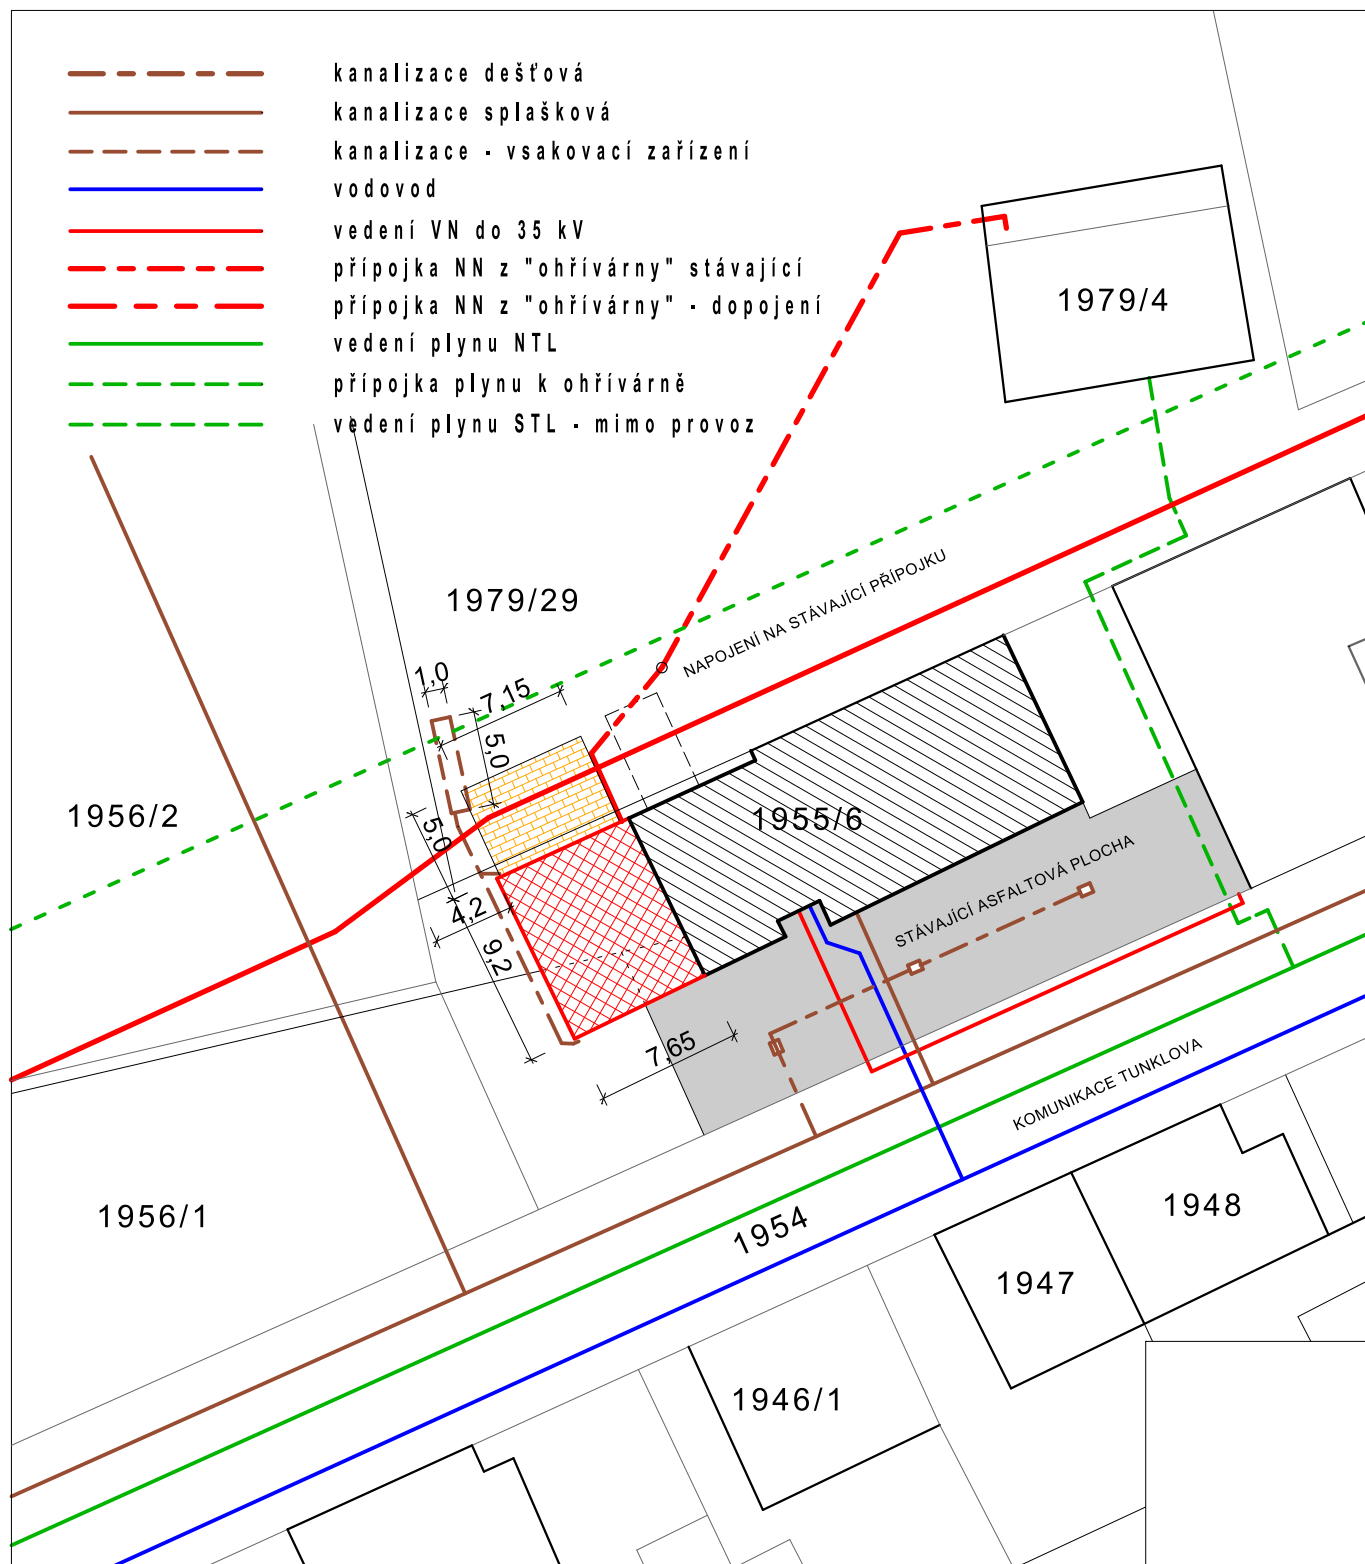 kanalizace dešťová
kanalizace splašková
kanalizace - vsakovací zařízení
vodovod
vedení VN do 35 kV
přípojka NN z "ohřívárny" stávající
přípojka NN z "ohřívárny" - dopojení
vedení plynu NTL
přípojka plynu k ohřívárně
vedení plynu STL - mimo provoz
1979/4
1979/29
NAPOJENÍ NA STÁVAJÍCÍ PŘÍPOJKU
1,0
7,15
5,0
1956/2
5,0
1955/6
4,2
9,2
STÁVAJÍCÍ ASFALTOVÁ PLOCHA
7,65
KOMUNIKACE TUNKLOVA
1956/1
1954
1948
1947
1946/1